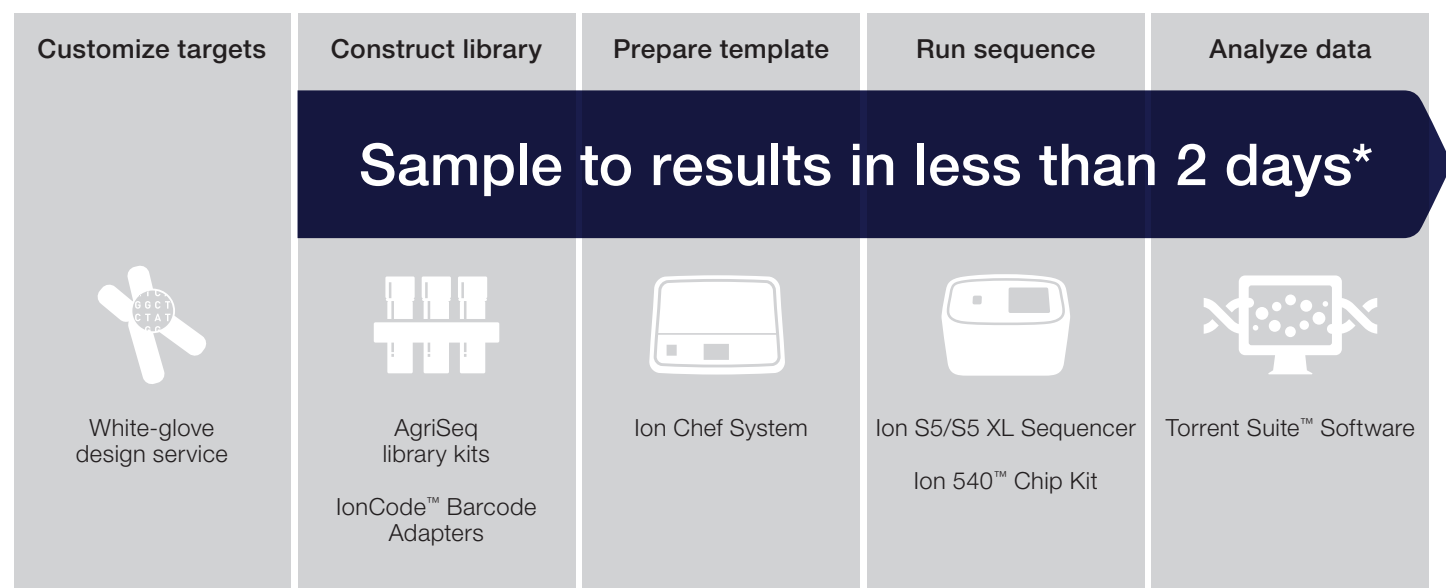 Customize targets
Construct library
Prepare template
Run sequence
Analyze data
Sample to results in less than 2 days*
GGCT
CTAT
White-glove
design service
AgriSeq
library kits
IonCode™ Barcode
Adapters
Ion Chef System
Ion S5/S5 XL Sequencer
Ion 540™ Chip Kit
Torrent Suite™ Software